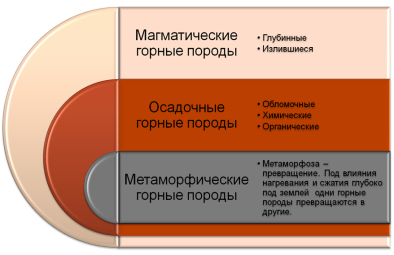 Магматические
горные породы
• Глубинные
• Излившиеся
Осадочные
горные породы
• Обломочные
• Химические
• Органические
Метаморфические
горные породы
• Метаморфоза –
превращение. Под влияния
нагревания и сжатия глубоко
под землей одни горные
породы превращаются в
другие.